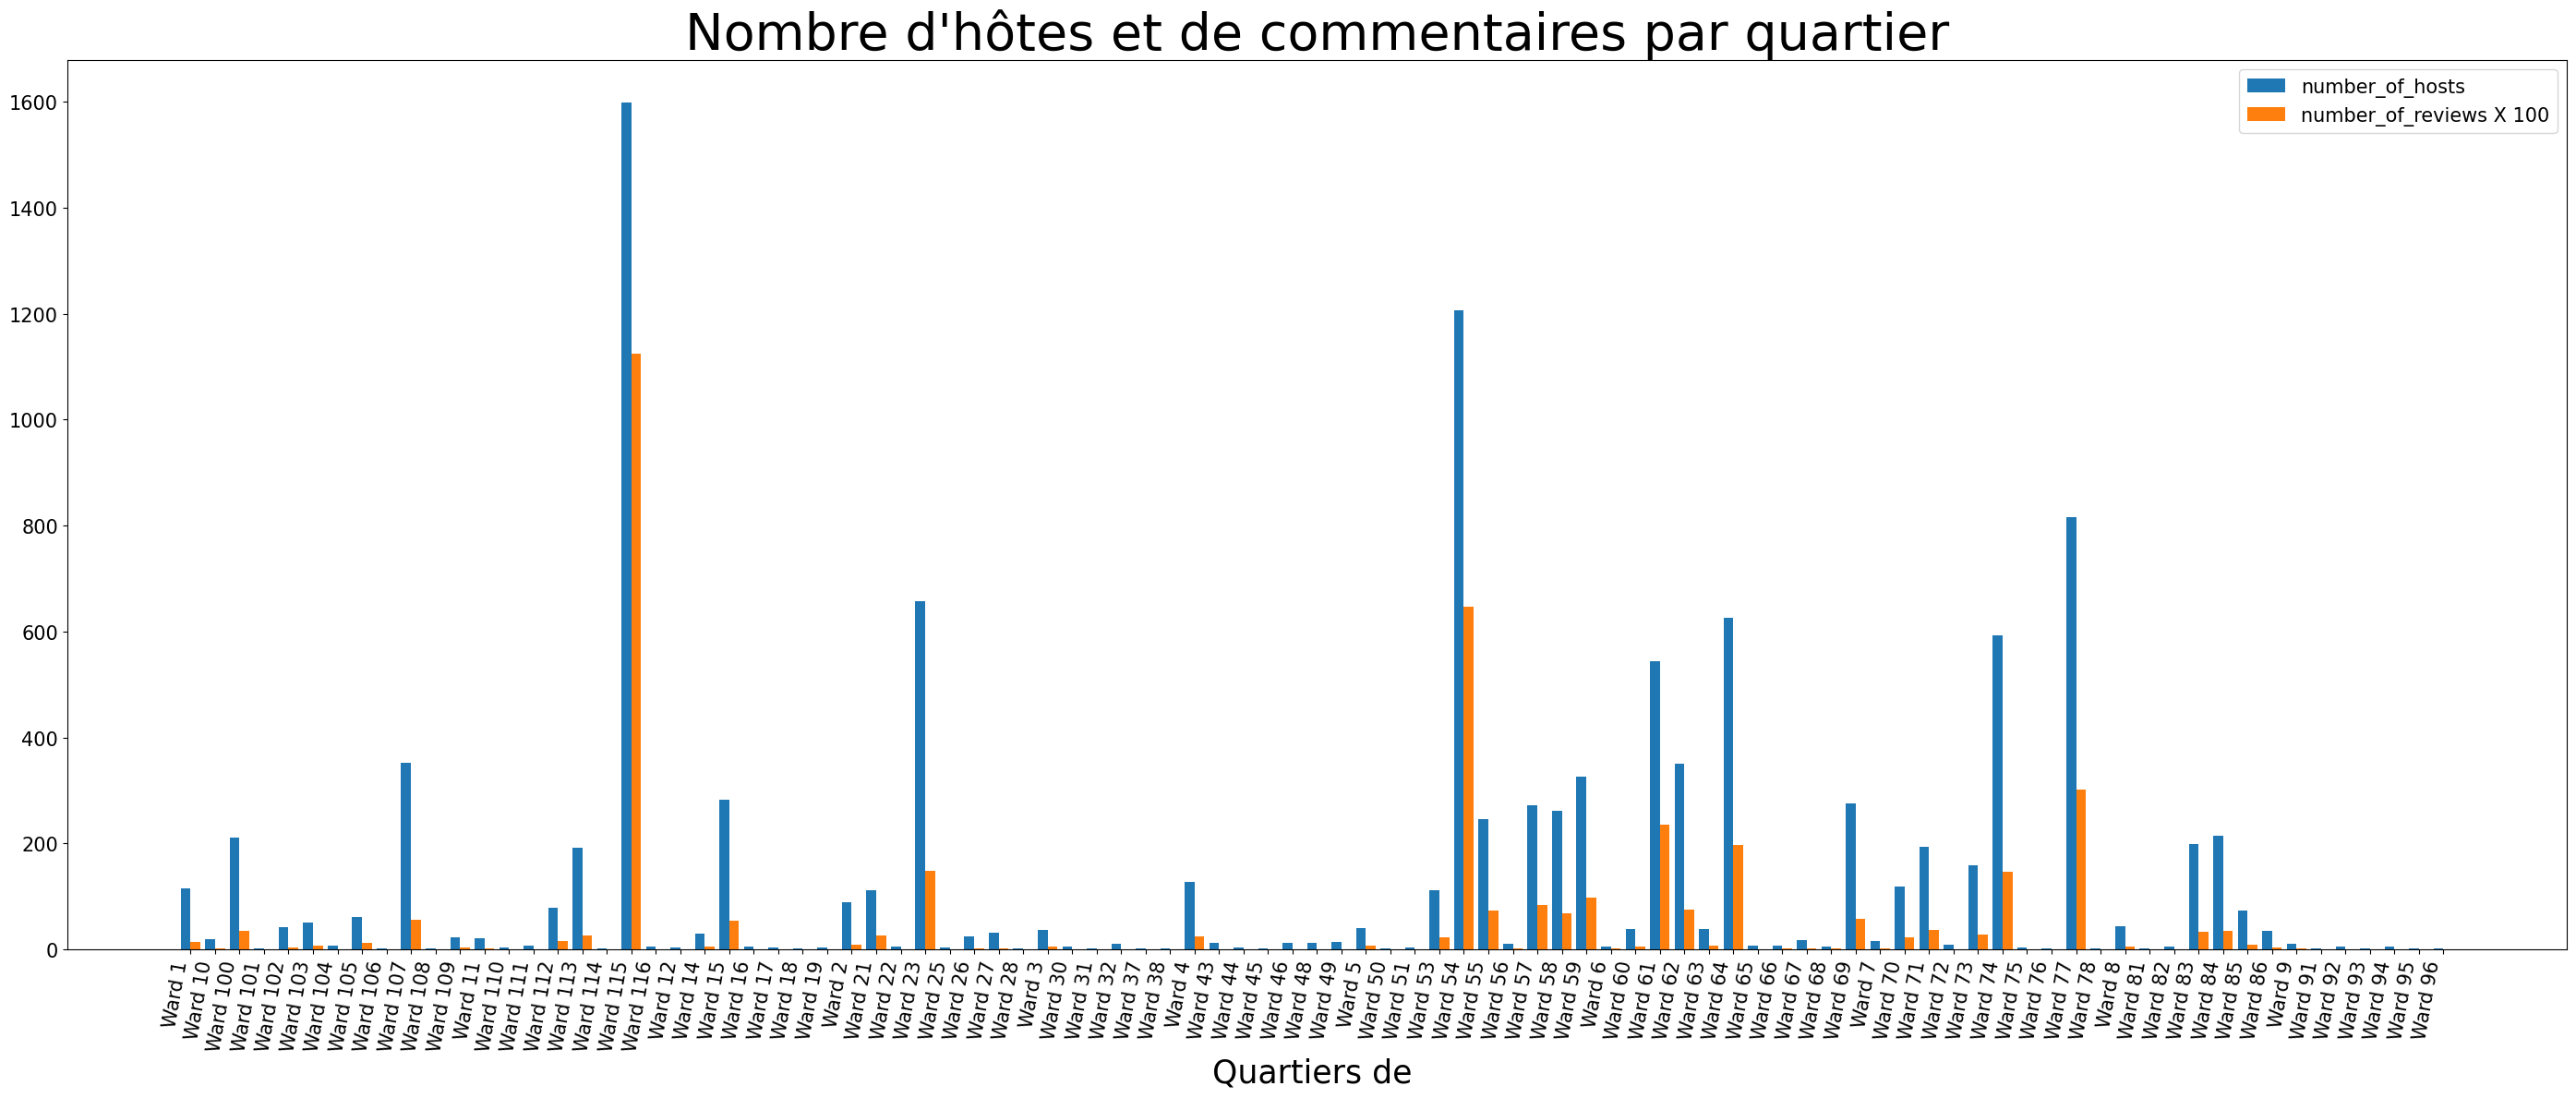 Nombre d'hôtes et de commentaires par quartier
number_of_hosts
number_of_reviews X 100
1600
1400
1200
1000
800
600
400
200
0
Ward 1
Ward 10
Ward 100
Ward 101
Ward 102
Ward 103
Ward 104
Ward 105
Ward 106
Ward 107
Ward 108
Ward 109
Ward 11
Ward 110
Ward 111
Ward 112
Ward 113
Ward 114
Ward 115
Ward 116
Ward 12
Ward 14
Ward 15
Ward 16
Ward 17
Ward 18
Ward 19
Ward 2
Ward 21
Ward 22
Ward 23
Ward 25
Ward 26
Ward 27
Ward 28
Ward 3
Ward 30
Ward 31
Ward 32
Ward 37
Ward 38
Ward 4
Ward 43
Ward 44
Ward 45
Ward 46
Ward 48
Ward 49
Ward 5
Ward 50
Ward 51
Ward 53
Ward 54
Ward 55
Ward 56
Ward 57
Ward 58
Ward 59
Ward 6
Ward 60
Ward 61
Ward 62
Ward 63
Ward 64
Ward 65
Ward 66
Ward 67
Ward 68
Ward 69
Ward 7
Ward 70
Ward 71
Ward 72
Ward 73
Ward 74
Ward 75
Ward 76
Ward 77
Ward 78
Ward 8
Ward 81
Ward 82
Ward 83
Ward 84
Ward 85
Ward 86
Ward 9
Ward 91
Ward 92
Ward 93
Ward 94
Ward 95
Ward 96
Quartiers de